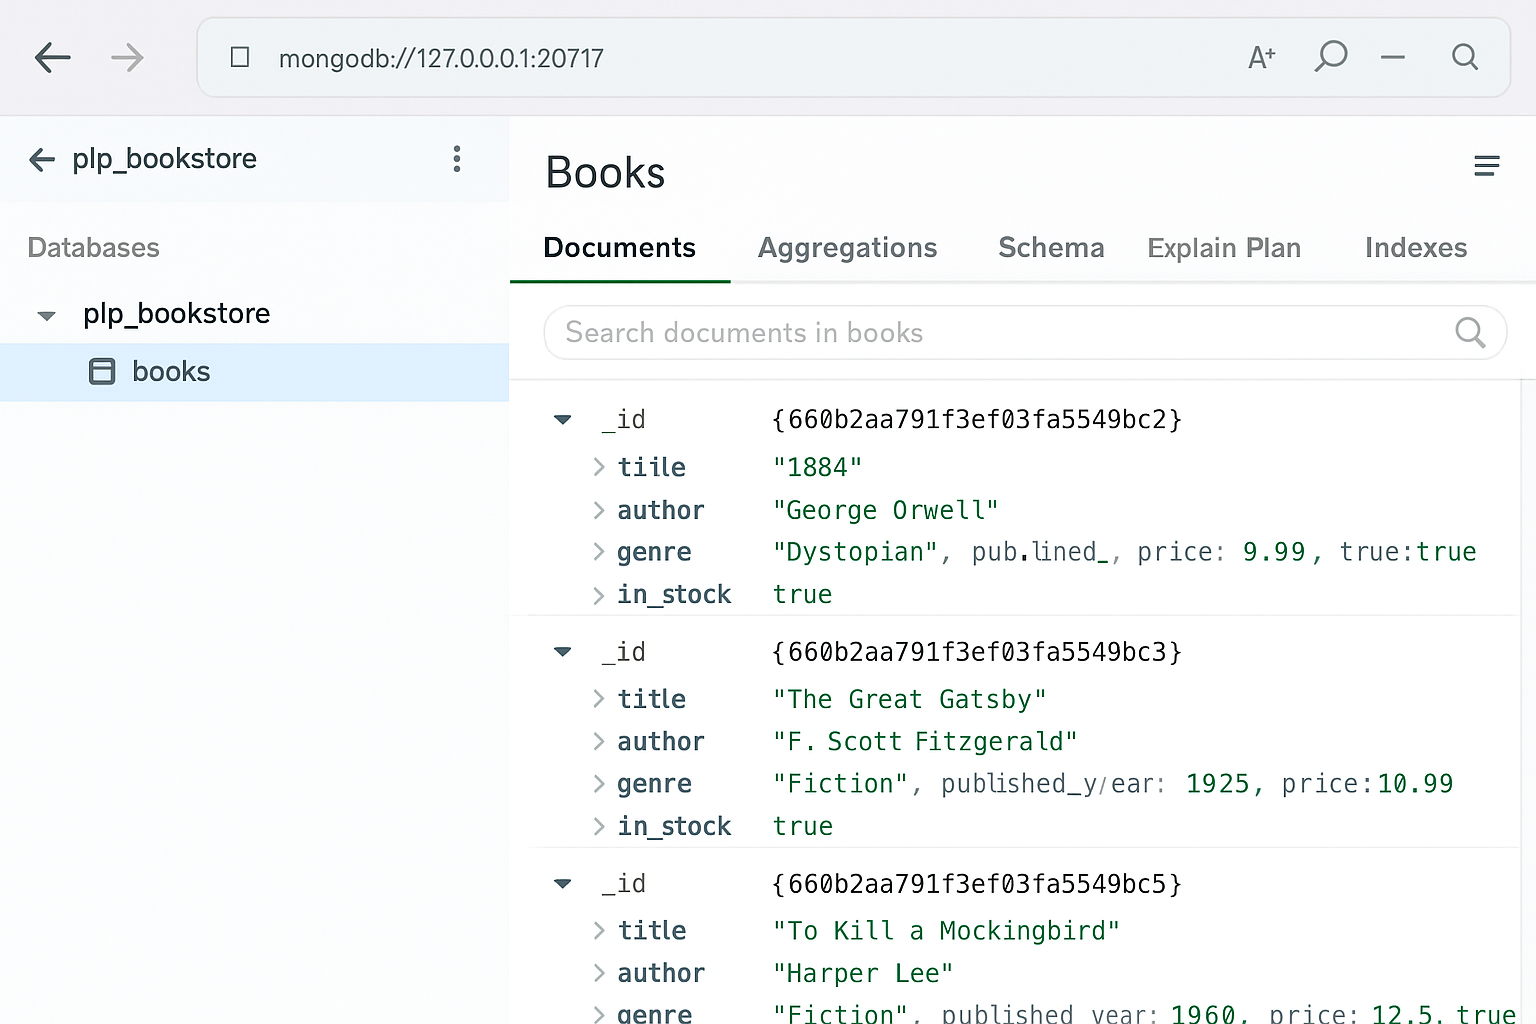 mongodb://127.0.0.0.1:20717 A+
plp_bookstore
Databases
plp_bookstore
books
Books
Documents Aggregations Schema Explain Plan Indexes
Search documents in books
_id {660b2aa791f3ef03fa5549bc2}
tiile "1884"
author "George Orwell"
genre "Dystopian", pub.lined_, price: 9.99, true:true
in_stock true
_id {660b2aa791f3ef03fa5549bc3}
title "The Great Gatsby"
author "F. Scott Fitzgerald"
genre "Fiction", published_y/ear: 1925, price:10.99
in_stock true
_id {660b2aa791f3ef03fa5549bc5}
title "To Kill a Mockingbird"
author "Harper Lee"
genre "Fiction", published year: 1960, price: 12.5. true